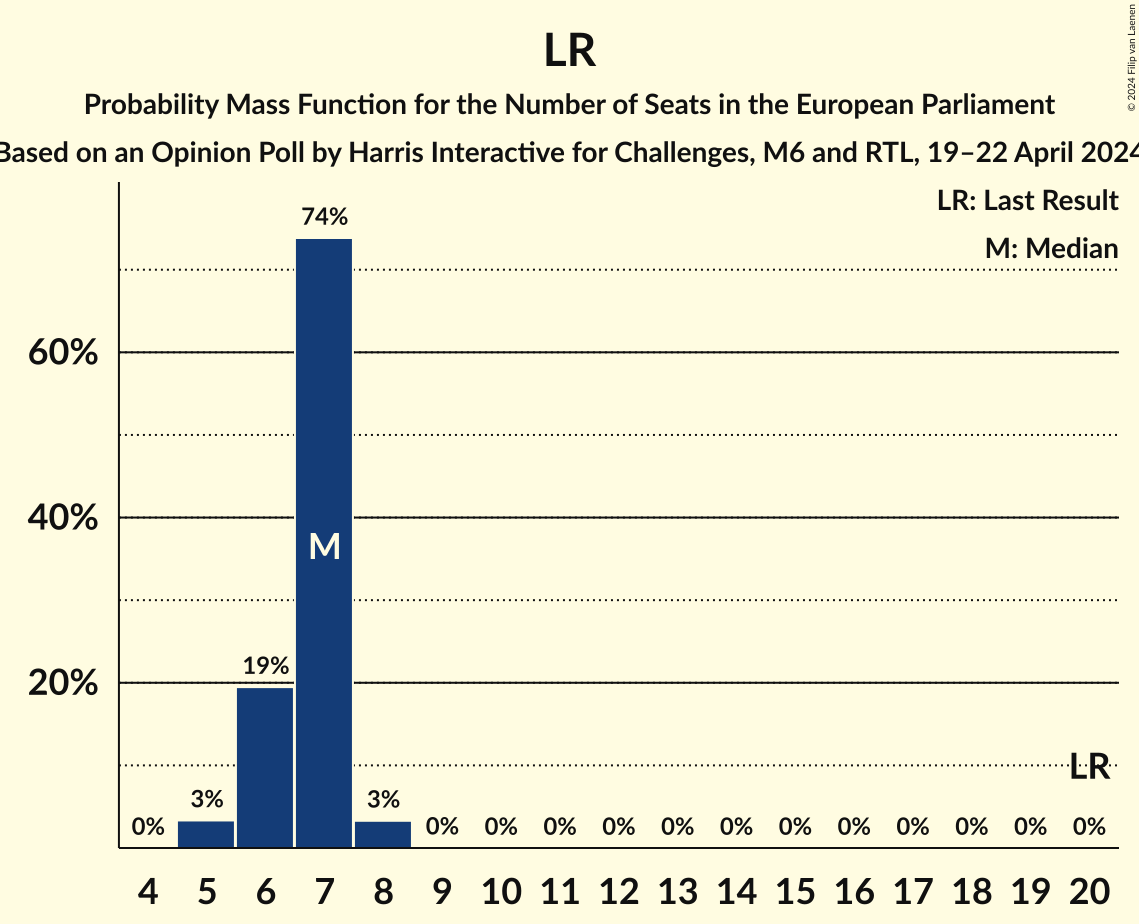 LR
Probability Mass Function for the Number of Seats in the European Parliament
Based on an Opinion Poll by Harris Interactive for Challenges, M6 and RTL, 19–22 April 2024
© 2024 Filip van Laenen
LR: Last Result
M: Median
74%
60%
40%
M
19%
20%
LR
3%
3%
0% 0% 0% 0% 0% 0% 0% 0% 0% 0% 0% 0% 0%
4 5 6 7 8 9 10 11 12 13 14 15 16 17 18 19 20